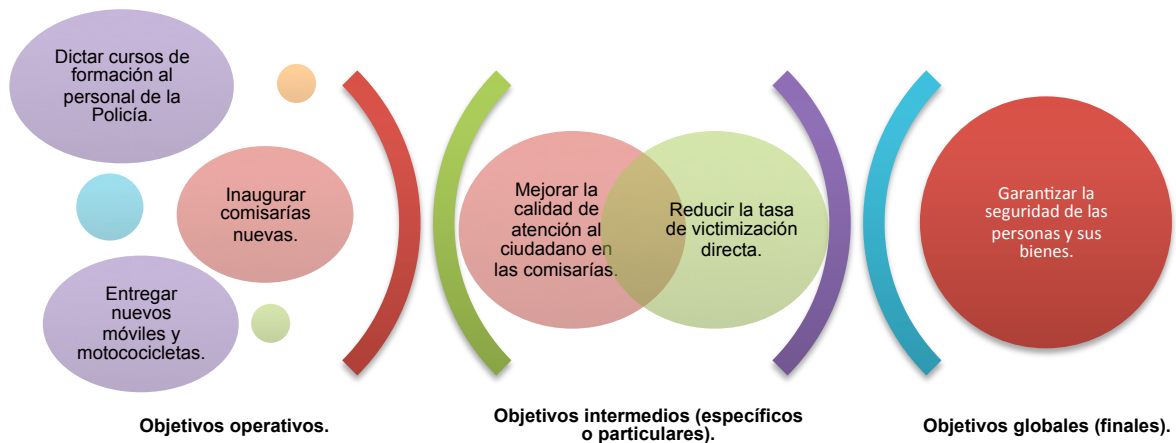 Dictar cursos de
formación al
personal de la
Policía.
Inaugurar
comisarías
nuevas.
Entregar
nuevos
móviles y
motococicletas.
Objetivos operativos.
Mejorar la
calidad de
atención al
ciudadano en
las comisarías.
Reducir la tasa
de victimización
directa.
Objetivos intermedios (específicos
o particulares).
Garantizar la
seguridad de las
personas y sus
bienes.
Objetivos globales (finales).